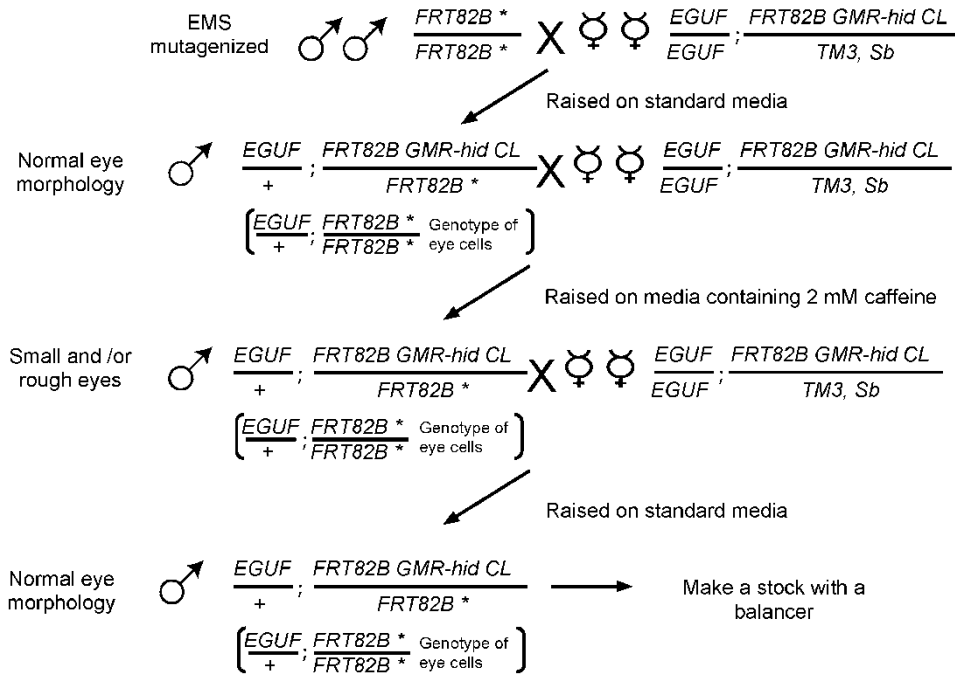 EMS
mutagenized
FRT82B *
FRT82B *
X
EGUF
EGUF
;
FRT82B GMR-hid CL
TM3, Sb
Raised on standard media
Normal eye
morphology
EGUF
+
;
FRT82B GMR-hid CL
FRT82B *
X
EGUF
EGUF
;
FRT82B GMR-hid CL
TM3, Sb
EGUF
+
;
FRT82B *
FRT82B *
Genotype of
eye cells
Raised on media containing 2 mM caffeine
Small and /or
rough eyes
EGUF
+
;
FRT82B GMR-hid CL
FRT82B *
X
EGUF
EGUF
;
FRT82B GMR-hid CL
TM3, Sb
EGUF
+
;
FRT82B *
FRT82B *
Genotype of
eye cells
Raised on standard media
Normal eye
morphology
EGUF
+
;
FRT82B GMR-hid CL
FRT82B *
Make a stock with a
balancer
EGUF
+
;
FRT82B *
FRT82B *
Genotype of
eye cells